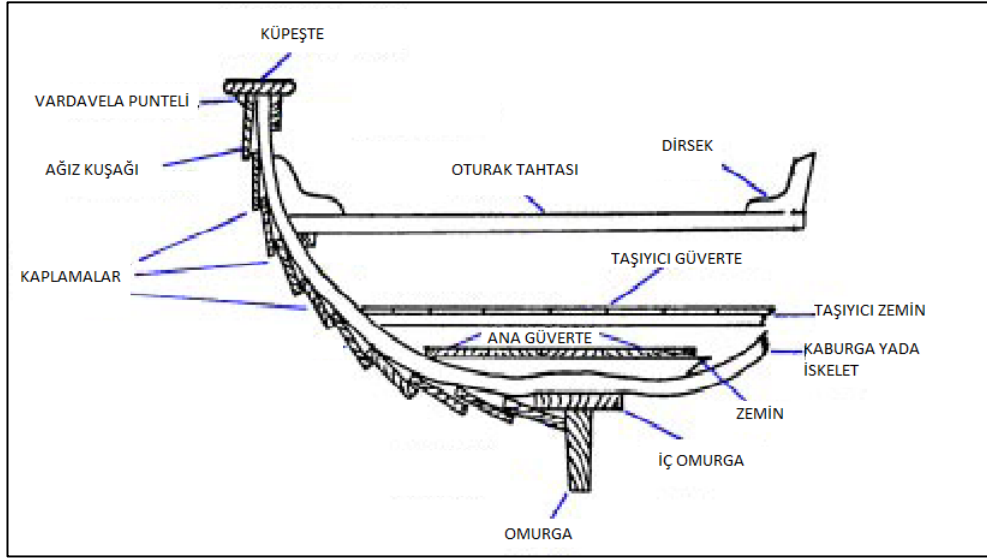 KÜPEŞTE
VARDAVELA PUNTELİ
DİRSEK
AĞIZ KUŞAĞI
OTURAK TAHTASI
TAŞIYICI GÜVERTE
KAPLAMALAR
TAŞIYICI ZEMİN
ANA GÜVERTE
KABURGA YADA
İSKELET
ZEMİN
İÇ OMURGA
OMURGA